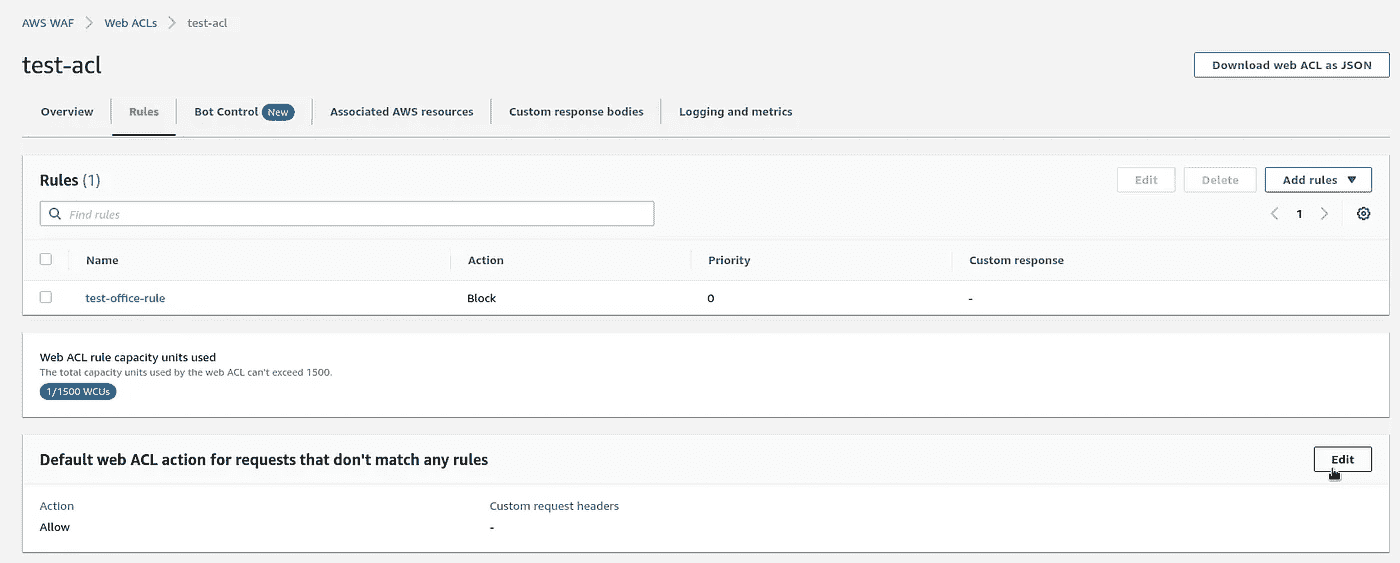 AWS WAF > Web ACLs > test-acl
test-acl
Download web ACL as JSON
Overview Rules Bot Control New Associated AWS resources Custom response bodies Logging and metrics
Rules (1)
Edit Delete Add rules ▼
Find rules
< 1 >
Name Action Priority Custom response
test-office-rule Block 0 -
Web ACL rule capacity units used
The total capacity units used by the web ACL can't exceed 1500.
1/1500 WCUs
Default web ACL action for requests that don't match any rules
Edit
Action Custom request headers
Allow -